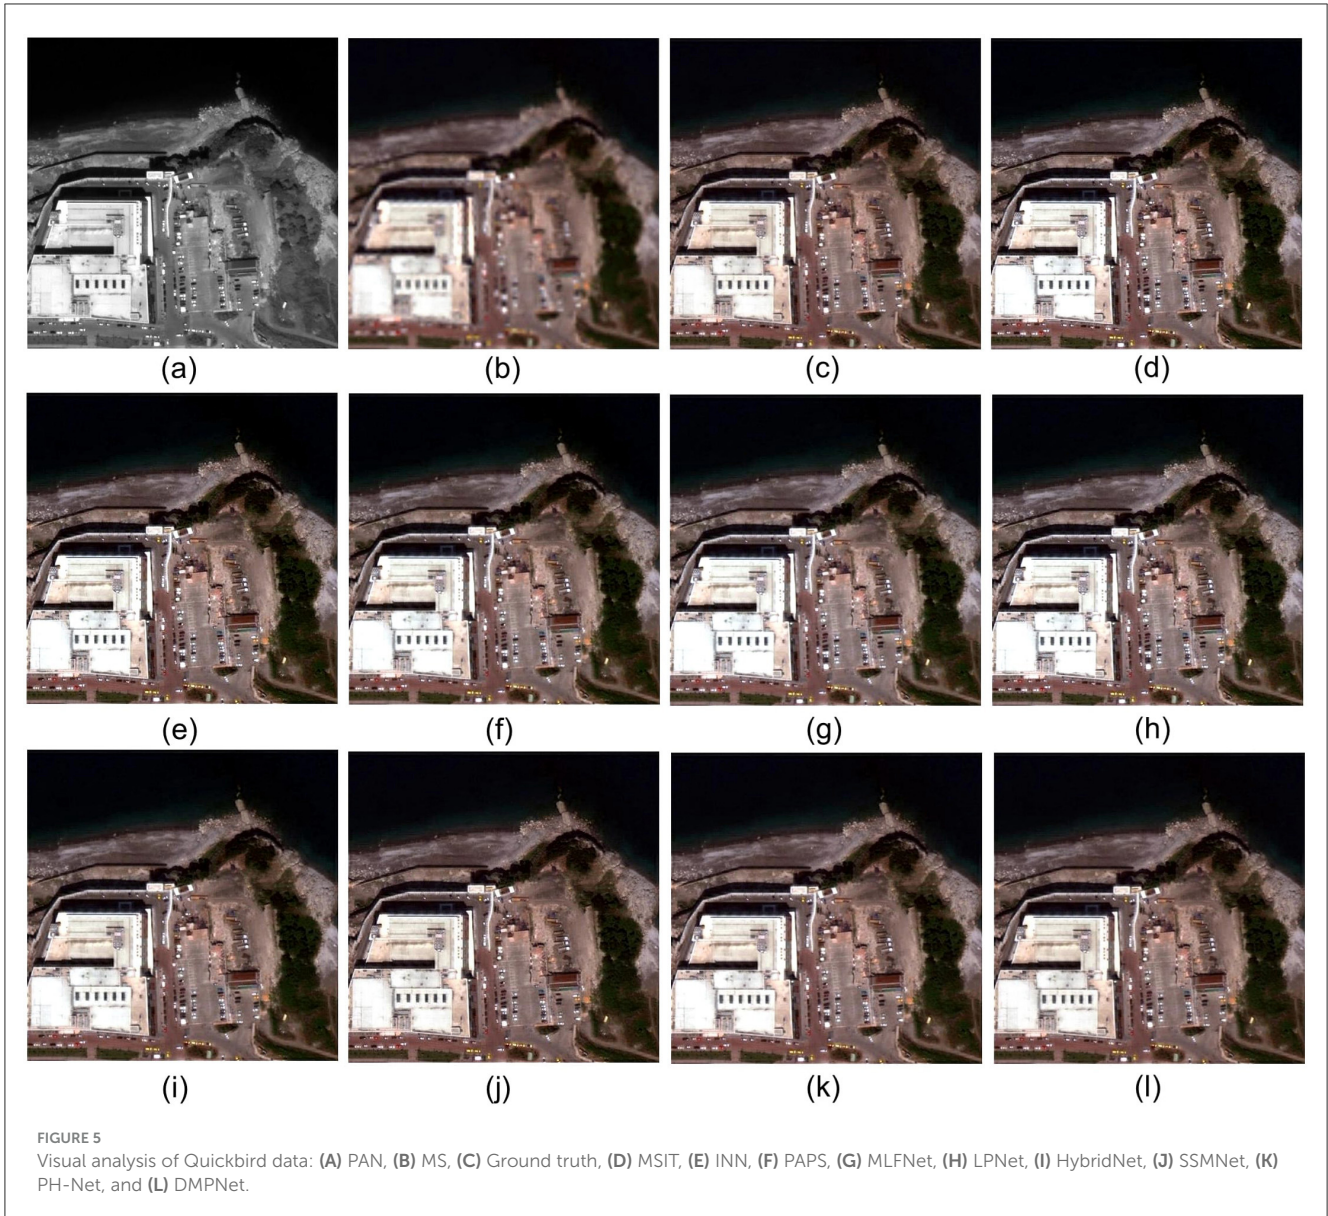 (a) (b) (c) (d)
(e) (f) (g) (h)
(i) (j) (k) (l)
FIGURE 5
Visual analysis of Quickbird data: (A) PAN, (B) MS, (C) Ground truth, (D) MSIT, (E) INN, (F) PAPS, (G) MLFNet, (H) LPNet, (I) HybridNet, (J) SSMNet, (K)
PH-Net, and (L) DMPNet.